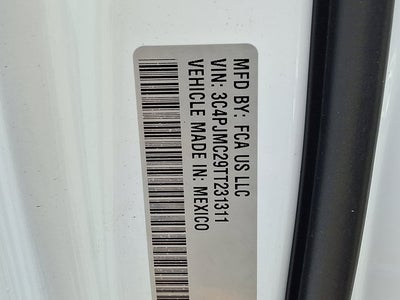 MFD BY: FCA US LLC
VIN: 3C4PJMC29TT231311
VEHICLE MADE IN: MEXICO